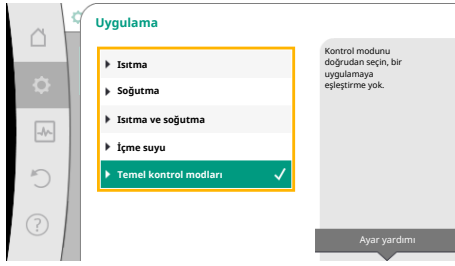 Uygulama
Isıtma
Soğutma
Isıtma ve soğutma
İçme suyu
Temel kontrol modları
Kontrol modunu
doğrudan seçin, bir
uygulamaya
eşleştirme yok.
Ayar yardımı